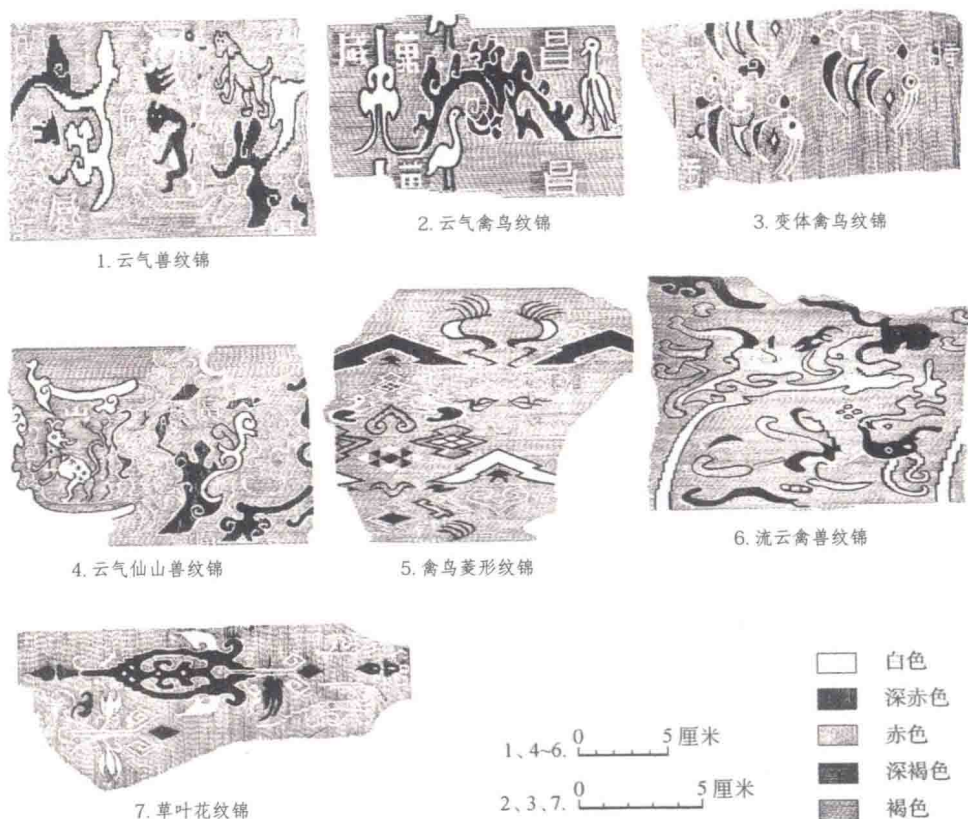 萬
昌
昌
1. 云气兽纹锦
2. 云气禽鸟纹锦
3. 变体禽鸟纹锦
4. 云气仙山兽纹锦
5. 禽鸟菱形纹锦
6. 流云禽兽纹锦
7. 草叶花纹锦
1、4~6. 0 5 厘米
2、3、7. 0 5 厘米
白色
深赤色
赤色
深褐色
褐色